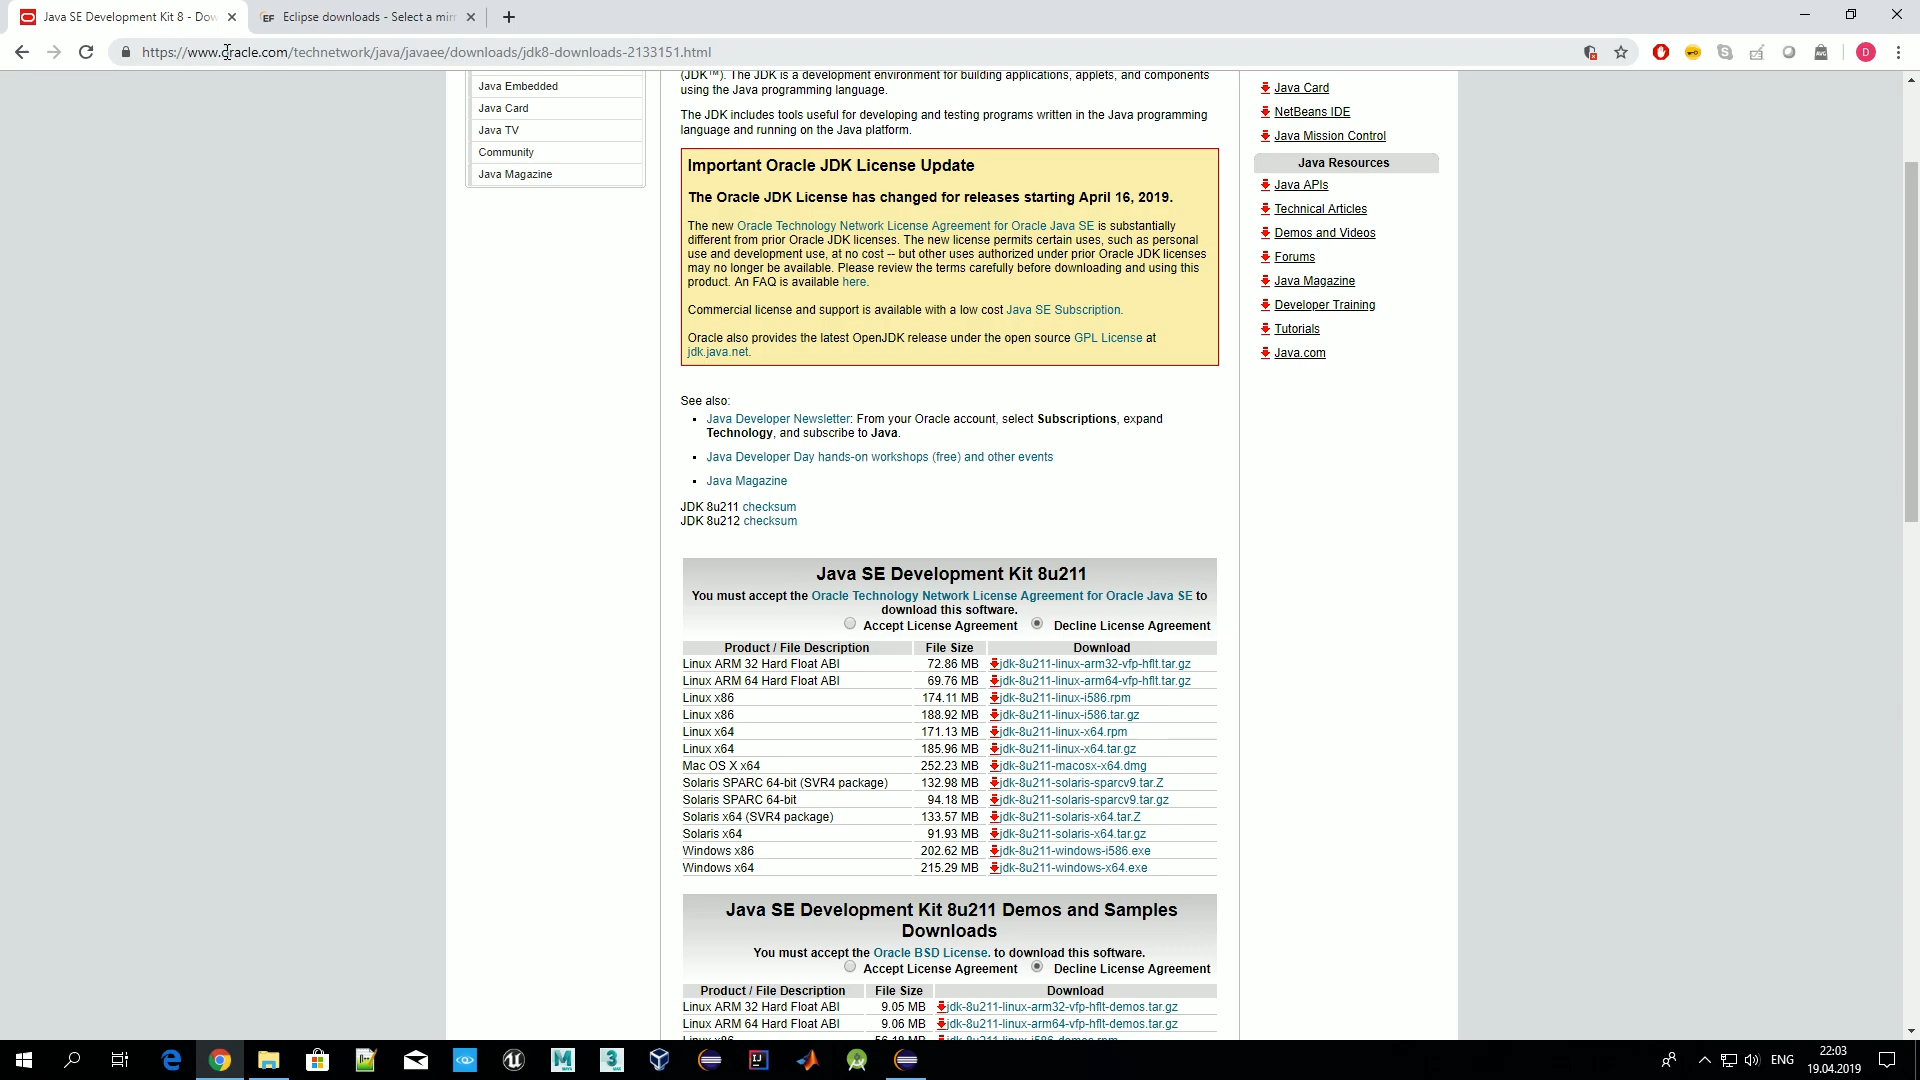 Java SE Development Kit 8 - Dow
Eclipse downloads - Select a mirr
https://www.oracle.com/technetwork/java/javaee/downloads/jdk8-downloads-2133151.html
D
Java Embedded
Java Card
Java TV
Community
Java Magazine
(JDK™). The JDK is a development environment for building applications, applets, and components
using the Java programming language.
The JDK includes tools useful for developing and testing programs written in the Java programming
language and running on the Java platform.
Important Oracle JDK License Update
The Oracle JDK License has changed for releases starting April 16, 2019.
The new Oracle Technology Network License Agreement for Oracle Java SE is substantially
different from prior Oracle JDK licenses. The new license permits certain uses, such as personal
use and development use, at no cost -- but other uses authorized under prior Oracle JDK licenses
may no longer be available. Please review the terms carefully before downloading and using this
product. An FAQ is available here.
Commercial license and support is available with a low cost Java SE Subscription.
Oracle also provides the latest OpenJDK release under the open source GPL License at
jdk.java.net.
See also:
Java Developer Newsletter: From your Oracle account, select Subscriptions, expand
Technology, and subscribe to Java.
Java Developer Day hands-on workshops (free) and other events
Java Magazine
JDK 8u211 checksum
JDK 8u212 checksum
Java SE Development Kit 8u211
You must accept the Oracle Technology Network License Agreement for Oracle Java SE to
download this software.
Accept License Agreement Decline License Agreement
Product / File Description File Size Download
Linux ARM 32 Hard Float ABI 72.86 MB jdk-8u211-linux-arm32-vfp-hflt.tar.gz
Linux ARM 64 Hard Float ABI 69.76 MB jdk-8u211-linux-arm64-vfp-hflt.tar.gz
Linux x86 174.11 MB jdk-8u211-linux-i586.rpm
Linux x86 188.92 MB jdk-8u211-linux-i586.tar.gz
Linux x64 171.13 MB jdk-8u211-linux-x64.rpm
Linux x64 185.96 MB jdk-8u211-linux-x64.tar.gz
Mac OS X x64 252.23 MB jdk-8u211-macosx-x64.dmg
Solaris SPARC 64-bit (SVR4 package) 132.98 MB jdk-8u211-solaris-sparcv9.tar.Z
Solaris SPARC 64-bit 94.18 MB jdk-8u211-solaris-sparcv9.tar.gz
Solaris x64 (SVR4 package) 133.57 MB jdk-8u211-solaris-x64.tar.Z
Solaris x64 91.93 MB jdk-8u211-solaris-x64.tar.gz
Windows x86 202.62 MB jdk-8u211-windows-i586.exe
Windows x64 215.29 MB jdk-8u211-windows-x64.exe
Java SE Development Kit 8u211 Demos and Samples
Downloads
You must accept the Oracle BSD License. to download this software.
Accept License Agreement Decline License Agreement
Product / File Description File Size Download
Linux ARM 32 Hard Float ABI 9.05 MB jdk-8u211-linux-arm32-vfp-hflt-demos.tar.gz
Linux ARM 64 Hard Float ABI 9.06 MB jdk-8u211-linux-arm64-vfp-hflt-demos.tar.gz
Java Card
NetBeans IDE
Java Mission Control
Java Resources
Java APIs
Technical Articles
Demos and Videos
Forums
Java Magazine
Developer Training
Tutorials
Java.com
ENG
22:03
19.04.2019